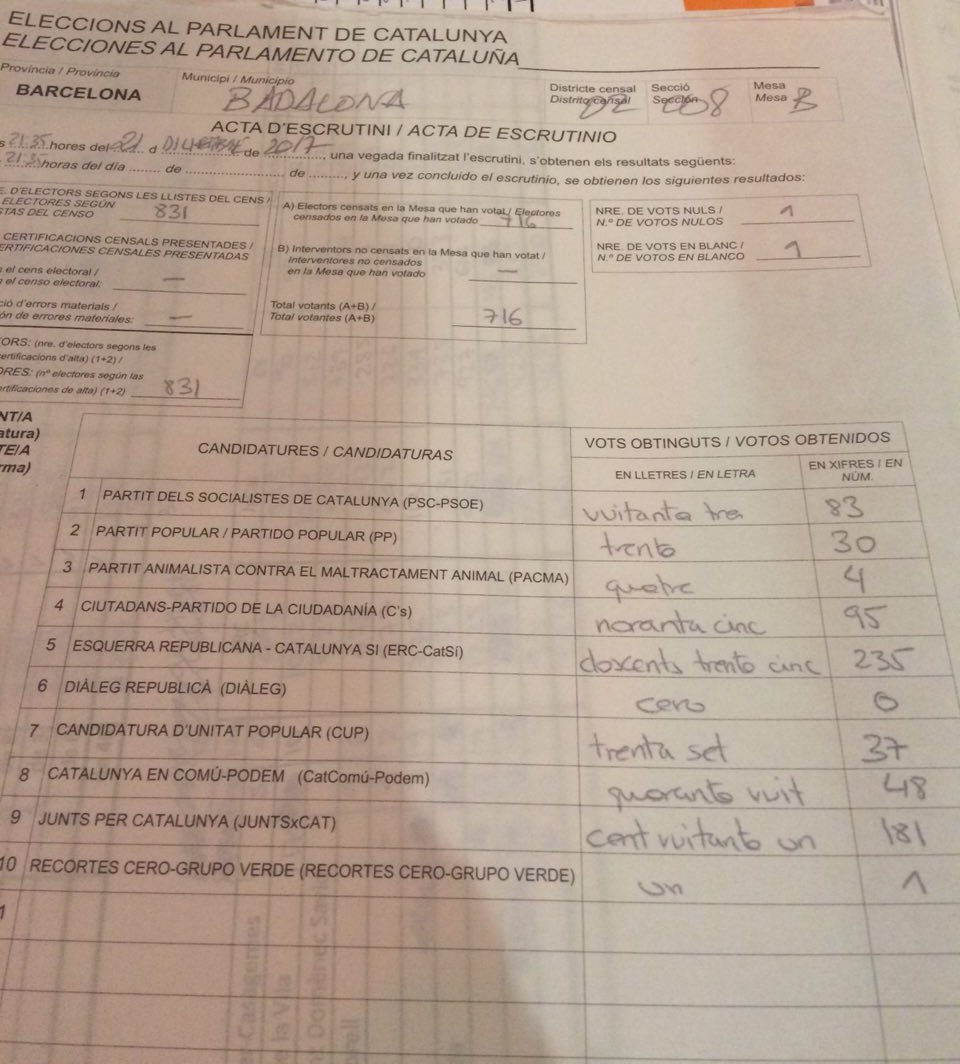 ELECCIONS AL PARLAMENT DE CATALUNYA
ELECCIONES AL PARLAMENTO DE CATALUÑA
Província / Provincia
BARCELONA
Municipi / Municipio
BADALONA
Districte censal
Distrito censal
02
Secció
Sección
008
Mesa
Mesa
B
ACTA D'ESCRUTINI / ACTA DE ESCRUTINIO
21:35 hores del 21 d DICIEMBRE de 2017, una vegada finalitzat l'escrutini, s'obtenen els resultats següents:
21:35 horas del día ........ de ........ de ........, y una vez concluido el escrutinio, se obtienen los siguientes resultados:
E. D'ELECTORS SEGONS LES LLISTES DEL CENS /
ELECTORES SEGÚN
TAS DEL CENSO 831
CERTIFICACIONS CENSALS PRESENTADES /
ERTIFICACIONES CENSALES PRESENTADAS
el cens electoral /
el censo electoral: —
ció d'errors materials /
ón de errores materiales: —
ORS: (nre. d'electors segons les
ertificacions d'alta) (1+2) /
ORES: (nº electores según las
rtificaciones de alta) (1+2) 831
A) Electors censats en la Mesa que han votat / Electores
censados en la Mesa que han votado 716
B) Interventors no censats en la Mesa que han votat /
Interventores no censados
en la Mesa que han votado —
Total votants (A+B) /
Total votantes (A+B) 716
NRE. DE VOTS NULS /
N.º DE VOTOS NULOS 1
NRE. DE VOTS EN BLANC /
N.º DE VOTOS EN BLANCO 1
NT/A
atura)
TE/A
rma)
CANDIDATURES / CANDIDATURAS
VOTS OBTINGUTS / VOTOS OBTENIDOS
EN LLETRES / EN LETRA
EN XIFRES / EN
NÚM.
1 PARTIT DELS SOCIALISTES DE CATALUNYA (PSC-PSOE) vuitanta tres 83
2 PARTIT POPULAR / PARTIDO POPULAR (PP) trenta 30
3 PARTIT ANIMALISTA CONTRA EL MALTRACTAMENT ANIMAL (PACMA) quatre 4
4 CIUTADANS-PARTIDO DE LA CIUDADANÍA (C's) noranta cinc 95
5 ESQUERRA REPUBLICANA - CATALUNYA SI (ERC-CatSí) doscents trenta cinc 235
6 DIÀLEG REPUBLICÀ (DIÀLEG) cero 0
7 CANDIDATURA D'UNITAT POPULAR (CUP) trenta set 37
8 CATALUNYA EN COMÚ-PODEM (CatComú-Podem) quaranta vuit 48
9 JUNTS PER CATALUNYA (JUNTSxCAT) cent vuitanta un 181
10 RECORTES CERO-GRUPO VERDE (RECORTES CERO-GRUPO VERDE) un 1